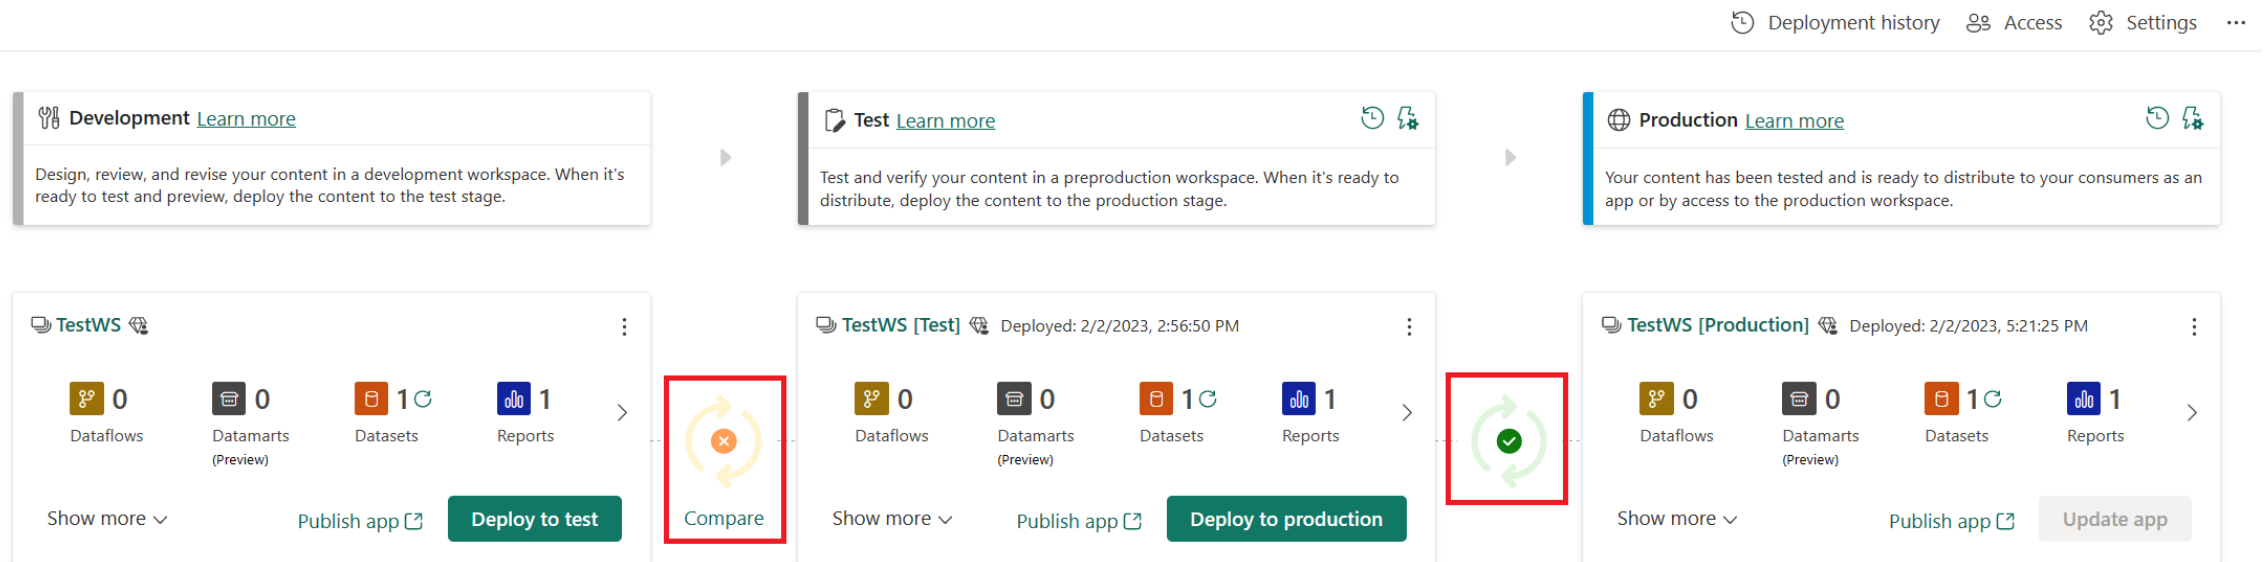 Deployment history Access Settings
Development Learn more
Design, review, and revise your content in a development workspace. When it's
ready to test and preview, deploy the content to the test stage.
Test Learn more
Test and verify your content in a preproduction workspace. When it's ready to
distribute, deploy the content to the production stage.
Production Learn more
Your content has been tested and is ready to distribute to your consumers as an
app or by access to the production workspace.
TestWS
0 0 1 1
Dataflows Datamarts Datasets Reports
(Preview)
Show more Publish app Deploy to test
Compare
TestWS [Test] Deployed: 2/2/2023, 2:56:50 PM
0 0 1 1
Dataflows Datamarts Datasets Reports
(Preview)
Show more Publish app Deploy to production
TestWS [Production] Deployed: 2/2/2023, 5:21:25 PM
0 0 1 1
Dataflows Datamarts Datasets Reports
(Preview)
Show more Publish app Update app